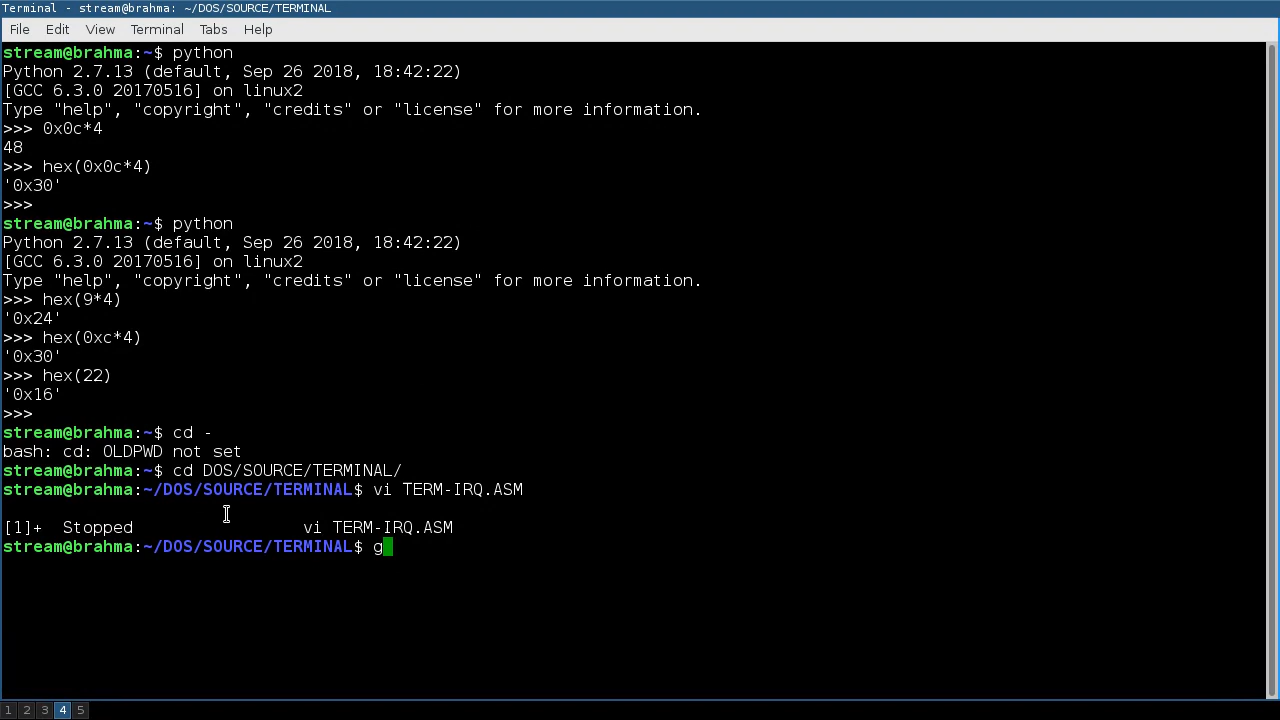 Terminal - stream@brahma: ~/DOS/SOURCE/TERMINAL
File Edit View Terminal Tabs Help
stream@brahma:~$ python
Python 2.7.13 (default, Sep 26 2018, 18:42:22)
[GCC 6.3.0 20170516] on linux2
Type "help", "copyright", "credits" or "license" for more information.
>>> 0x0c*4
48
>>> hex(0x0c*4)
'0x30'
>>>
stream@brahma:~$ python
Python 2.7.13 (default, Sep 26 2018, 18:42:22)
[GCC 6.3.0 20170516] on linux2
Type "help", "copyright", "credits" or "license" for more information.
>>> hex(9*4)
'0x24'
>>> hex(0xc*4)
'0x30'
>>> hex(22)
'0x16'
>>>
stream@brahma:~$ cd -
bash: cd: OLDPWD not set
stream@brahma:~$ cd DOS/SOURCE/TERMINAL/
stream@brahma:~/DOS/SOURCE/TERMINAL$ vi TERM-IRQ.ASM
[1]+  Stopped                 vi TERM-IRQ.ASM
stream@brahma:~/DOS/SOURCE/TERMINAL$ g
1 2 3 4 5